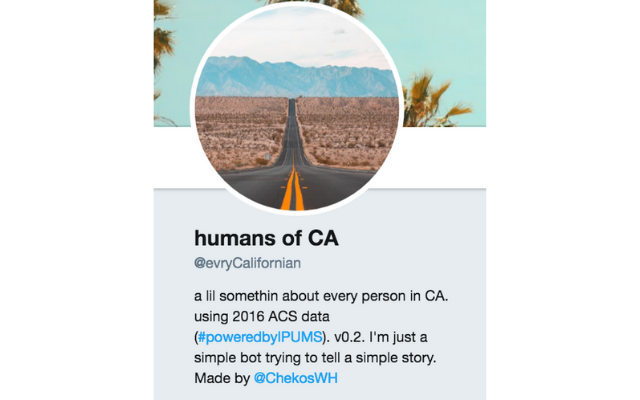 humans of CA
@evryCalifornian
a lil somethin about every person in CA.
using 2016 ACS data
(#poweredbyIPUMS). v0.2. I'm just a
simple bot trying to tell a simple story.
Made by @ChekosWH